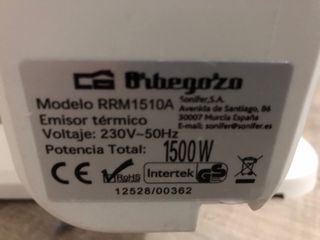 Orbegozo
Modelo RRM1510A
Sonifer, S.A.
Avenida de Santiago, 86
30007 Murcia España
E-mail: sonifer@sonifer.es
Emisor térmico
Voltaje: 230V~50Hz
Potencia Total: 1500W
CE RoHS Intertek GS
12528/00362